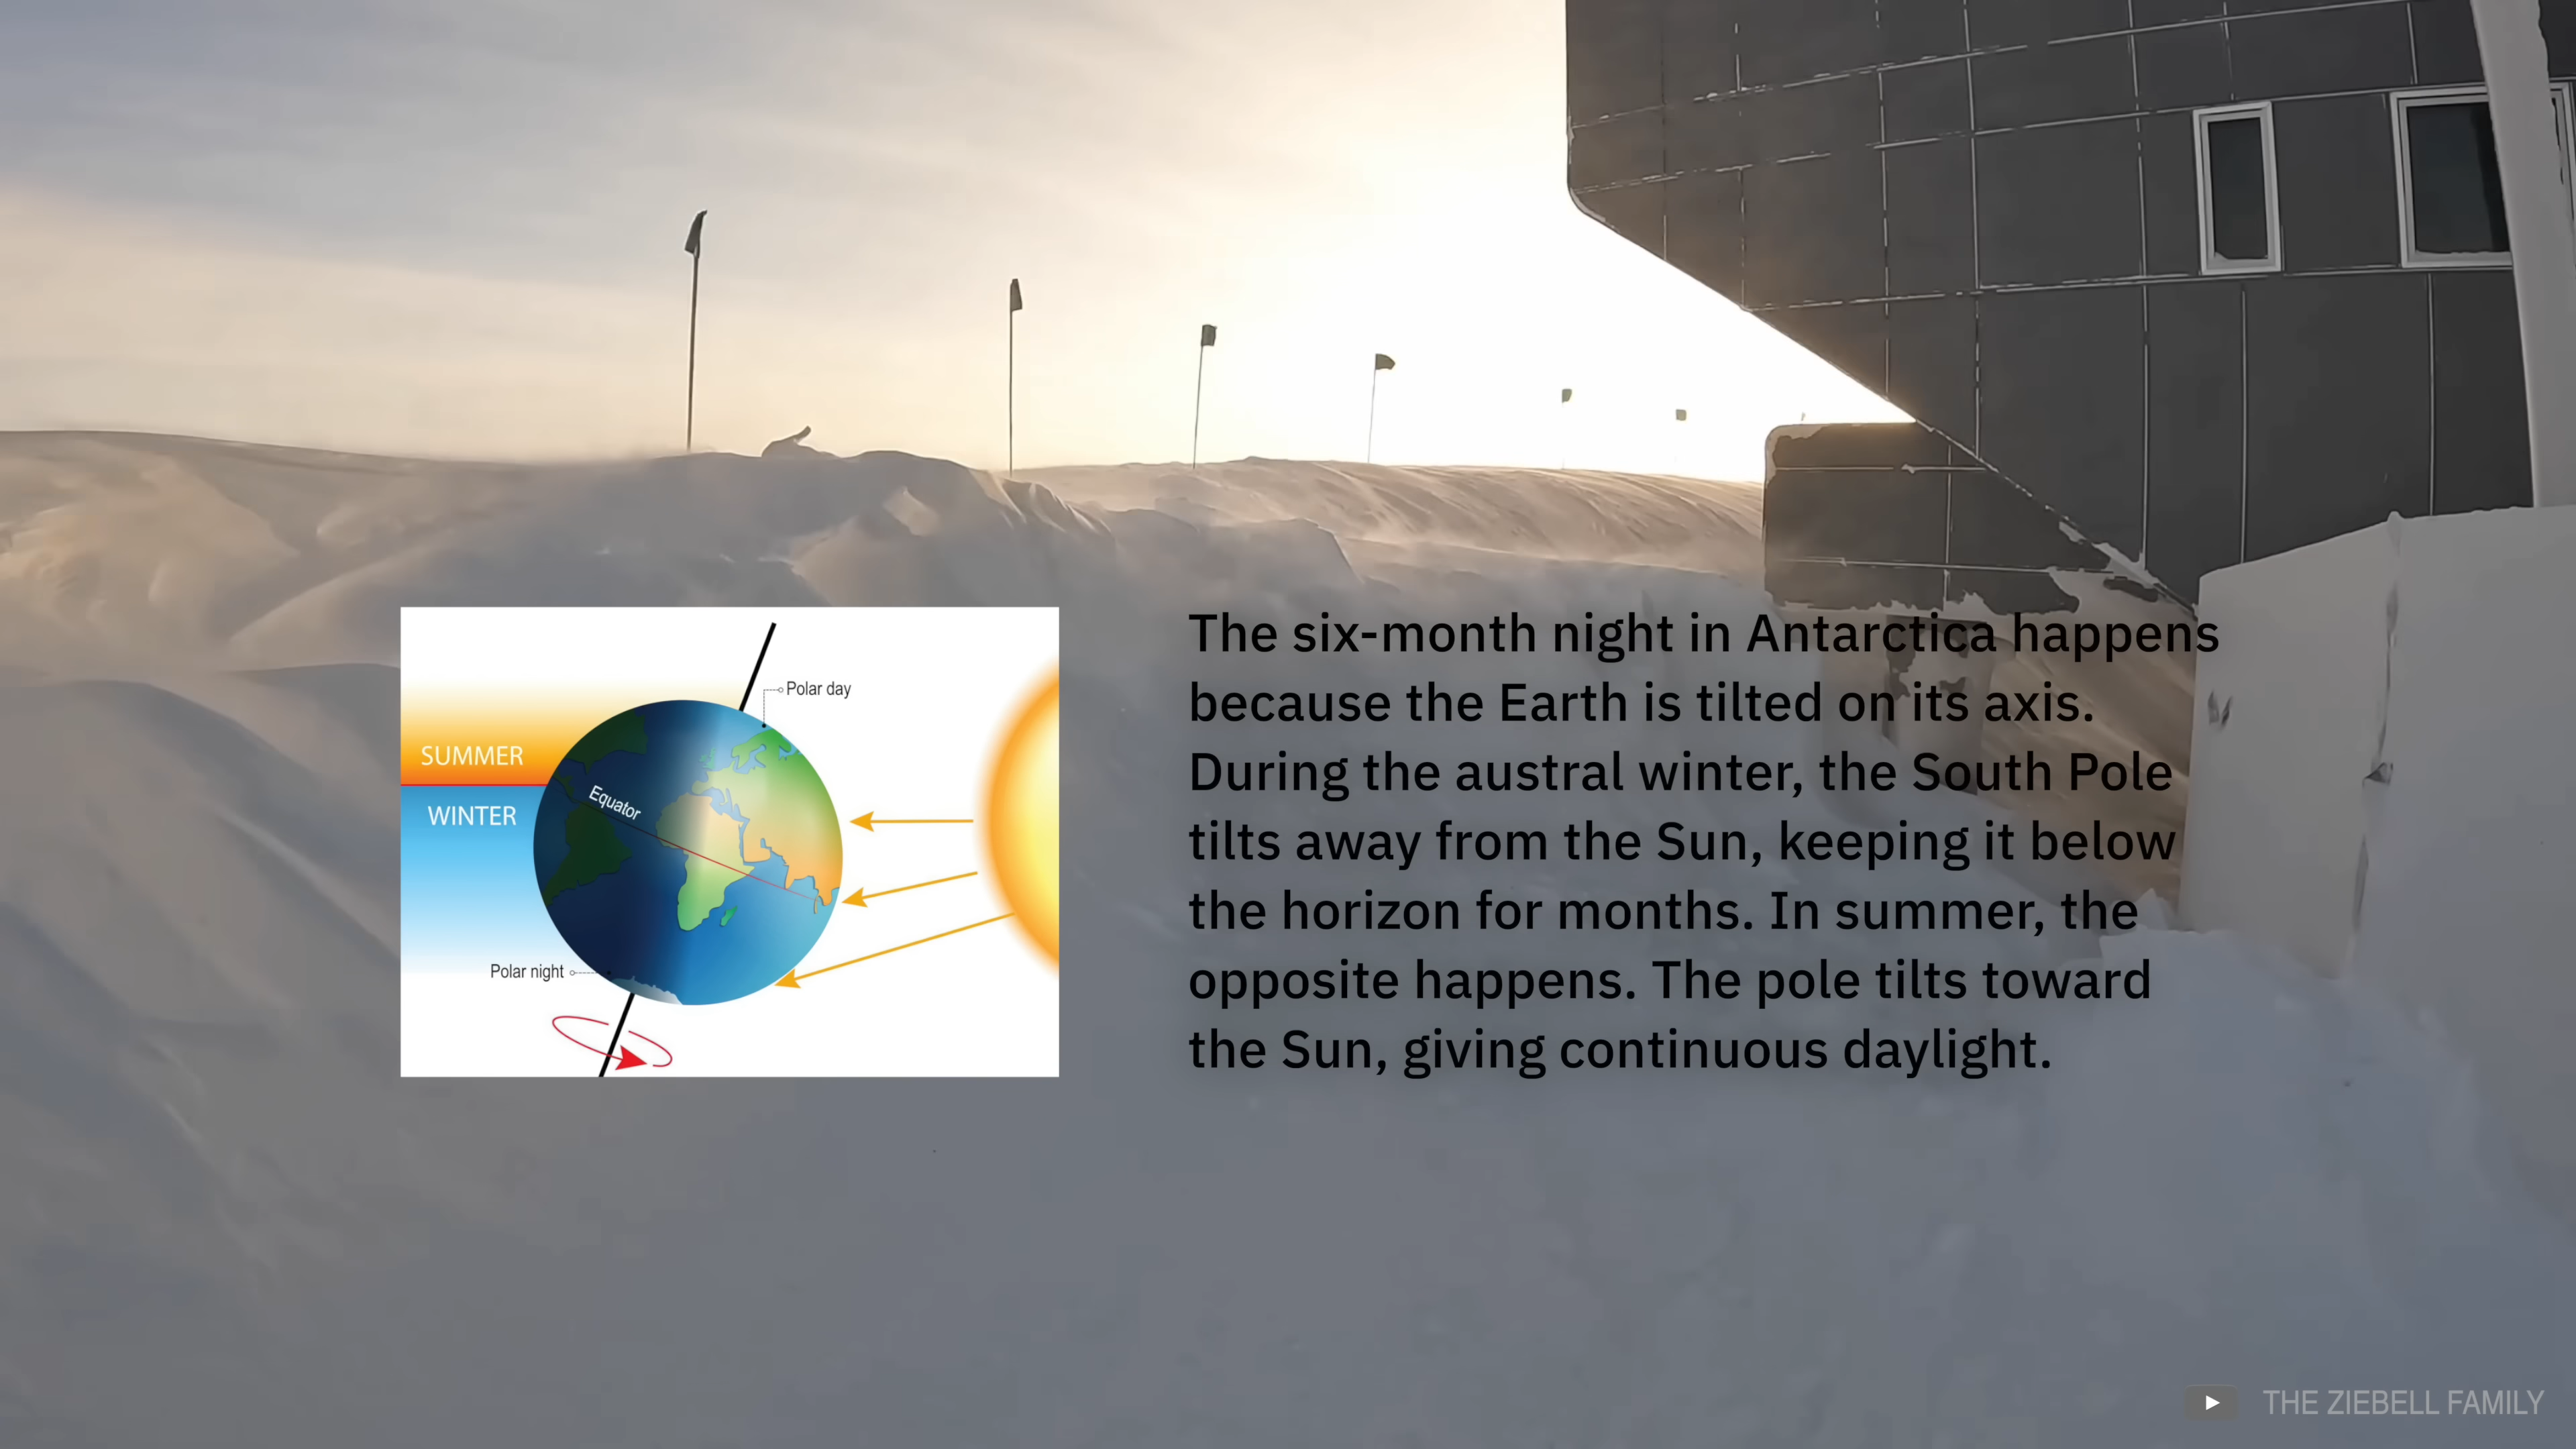 Polar day
SUMMER
WINTER
Equator
Polar night
The six-month night in Antarctica happens
because the Earth is tilted on its axis.
During the austral winter, the South Pole
tilts away from the Sun, keeping it below
the horizon for months. In summer, the
opposite happens. The pole tilts toward
the Sun, giving continuous daylight.
THE ZIEBELL FAMILY